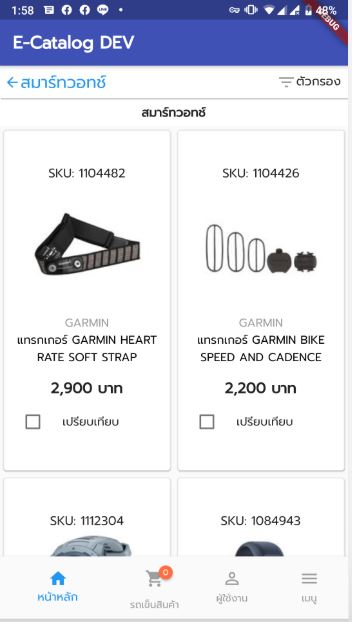 1:58
48%
DEBUG
E-Catalog DEV
สมาร์ทวอทช์
ตัวกรอง
สมาร์ทวอทช์
SKU: 1104482
GARMIN
แทรกเกอร์ GARMIN HEART
RATE SOFT STRAP
2,900 บาท
เปรียบเทียบ
SKU: 1104426
GARMIN
แทรกเกอร์ GARMIN BIKE
SPEED AND CADENCE
2,200 บาท
เปรียบเทียบ
SKU: 1112304
SKU: 1084943
หน้าหลัก
0
รถเข็นสินค้า
ผู้ใช้งาน
เมนู